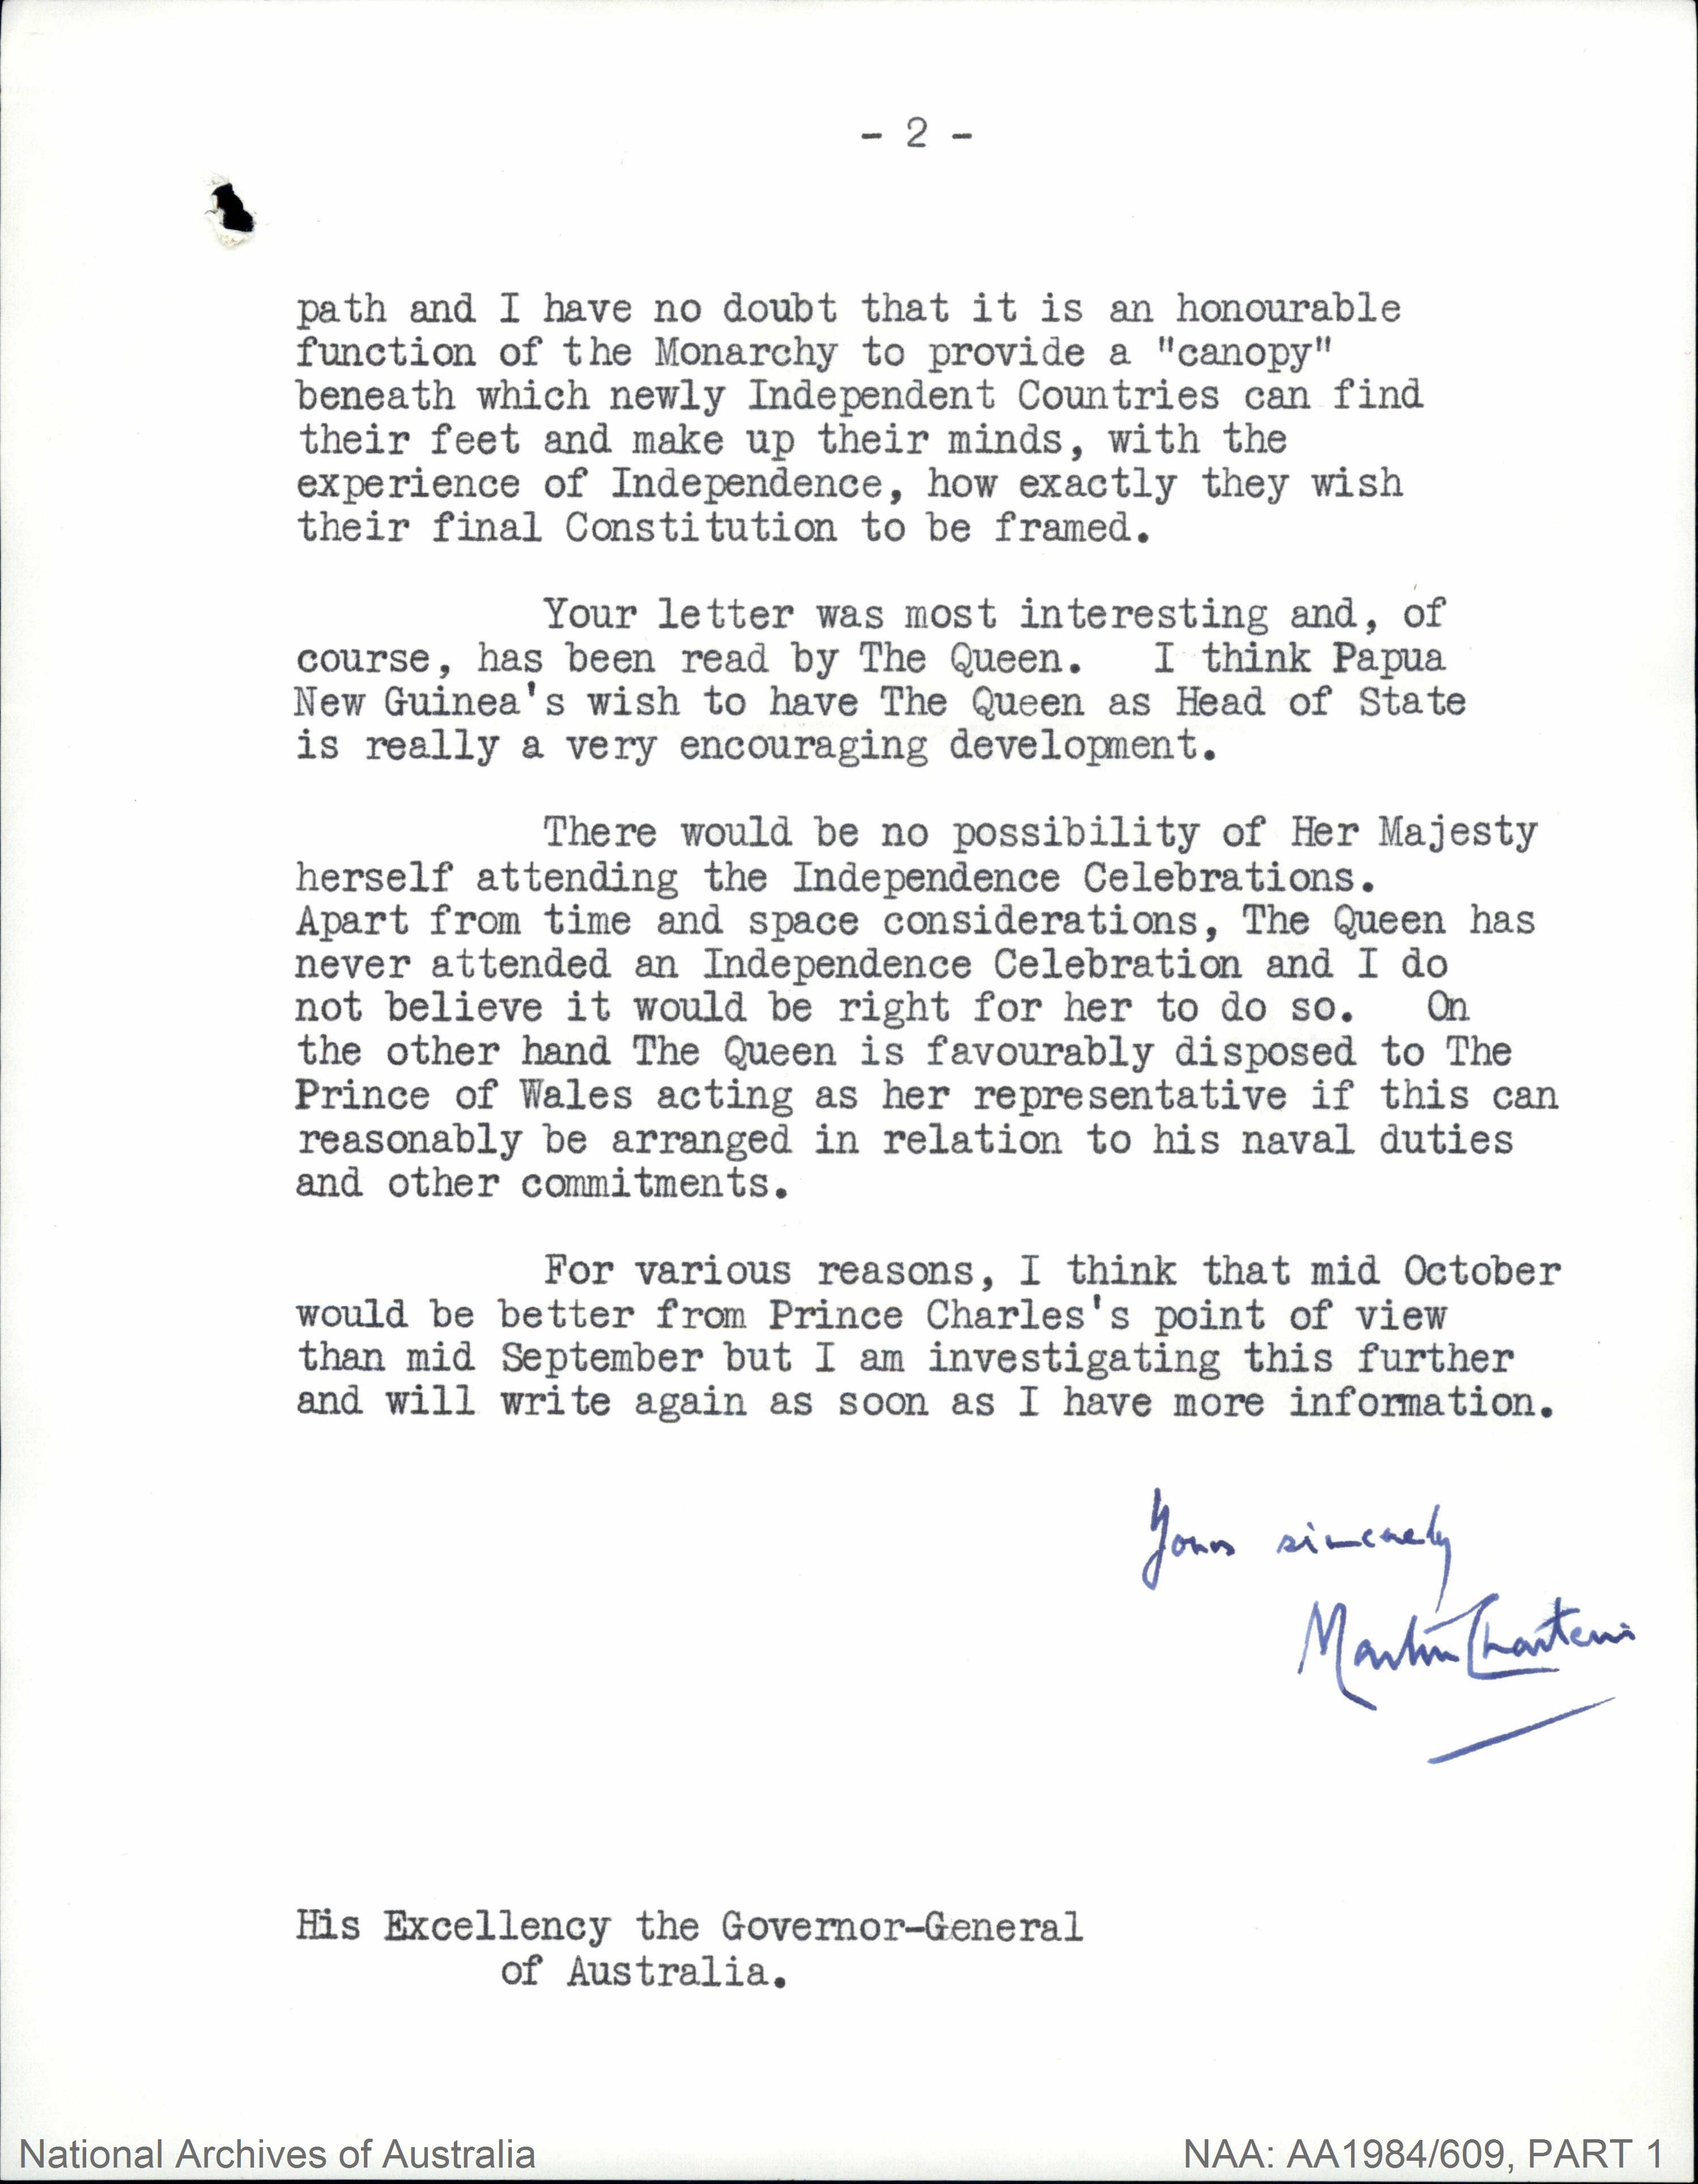 - 2 -
path and I have no doubt that it is an honourable
function of the Monarchy to provide a "canopy"
beneath which newly Independent Countries can find
their feet and make up their minds, with the
experience of Independence, how exactly they wish
their final Constitution to be framed.
Your letter was most interesting and, of
course, has been read by The Queen. I think Papua
New Guinea's wish to have The Queen as Head of State
is really a very encouraging development.
There would be no possibility of Her Majesty
herself attending the Independence Celebrations.
Apart from time and space considerations, The Queen has
never attended an Independence Celebration and I do
not believe it would be right for her to do so. On
the other hand The Queen is favourably disposed to The
Prince of Wales acting as her representative if this can
reasonably be arranged in relation to his naval duties
and other commitments.
For various reasons, I think that mid October
would be better from Prince Charles's point of view
than mid September but I am investigating this further
and will write again as soon as I have more information.
Yours sincerely
Martin Charteris
His Excellency the Governor-General
of Australia.
National Archives of Australia
NAA: AA1984/609, PART 1